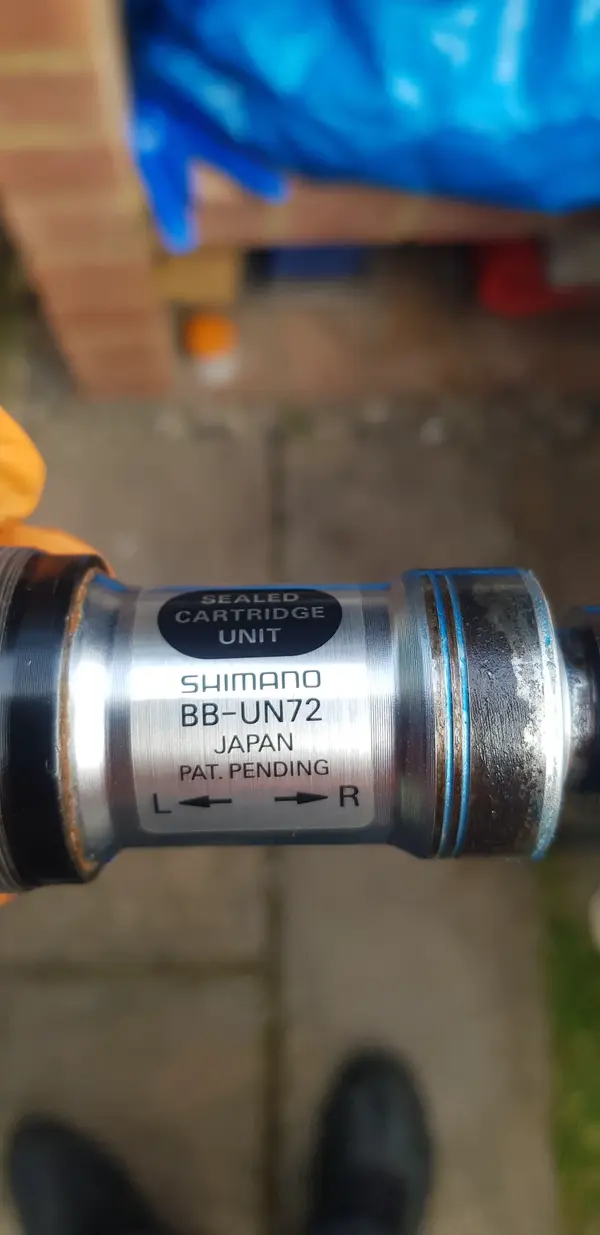 SEALED
CARTRIDGE
UNIT
SHIMANO
BB-UN72
JAPAN
PAT. PENDING
L ← → R